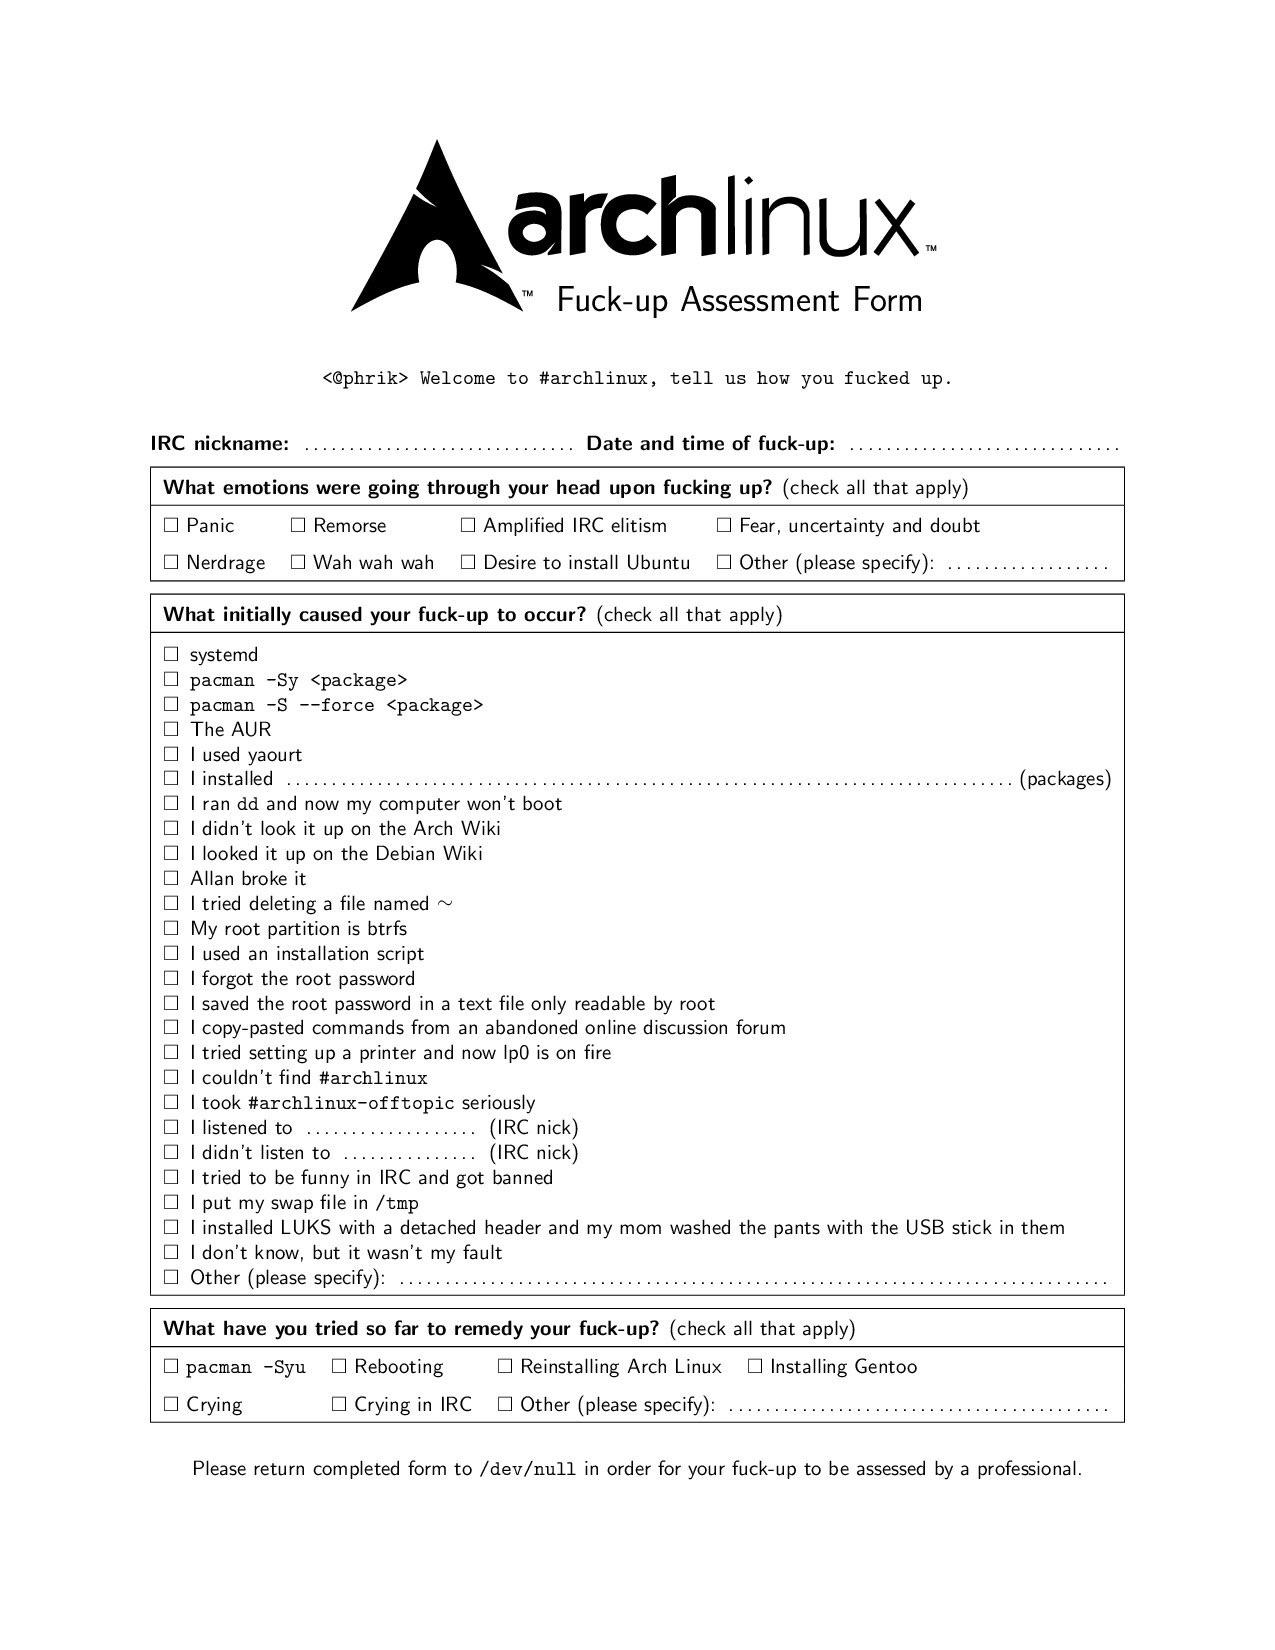 archlinux™
™ Fuck-up Assessment Form
<@phrik> Welcome to #archlinux, tell us how you fucked up.
IRC nickname: ........................... Date and time of fuck-up: ...........................
What emotions were going through your head upon fucking up? (check all that apply)
☐ Panic ☐ Remorse ☐ Amplified IRC elitism ☐ Fear, uncertainty and doubt
☐ Nerdrage ☐ Wah wah wah ☐ Desire to install Ubuntu ☐ Other (please specify): ..................
What initially caused your fuck-up to occur? (check all that apply)
☐ systemd
☐ pacman -Sy <package>
☐ pacman -S --force <package>
☐ The AUR
☐ I used yaourt
☐ I installed ........................................................................ (packages)
☐ I ran dd and now my computer won't boot
☐ I didn't look it up on the Arch Wiki
☐ I looked it up on the Debian Wiki
☐ Allan broke it
☐ I tried deleting a file named ~
☐ My root partition is btrfs
☐ I used an installation script
☐ I forgot the root password
☐ I saved the root password in a text file only readable by root
☐ I copy-pasted commands from an abandoned online discussion forum
☐ I tried setting up a printer and now lp0 is on fire
☐ I couldn't find #archlinux
☐ I took #archlinux-offtopic seriously
☐ I listened to ................... (IRC nick)
☐ I didn't listen to ............... (IRC nick)
☐ I tried to be funny in IRC and got banned
☐ I put my swap file in /tmp
☐ I installed LUKS with a detached header and my mom washed the pants with the USB stick in them
☐ I don't know, but it wasn't my fault
☐ Other (please specify): ......................................................................
What have you tried so far to remedy your fuck-up? (check all that apply)
☐ pacman -Syu ☐ Rebooting ☐ Reinstalling Arch Linux ☐ Installing Gentoo
☐ Crying ☐ Crying in IRC ☐ Other (please specify): ..........................................
Please return completed form to /dev/null in order for your fuck-up to be assessed by a professional.